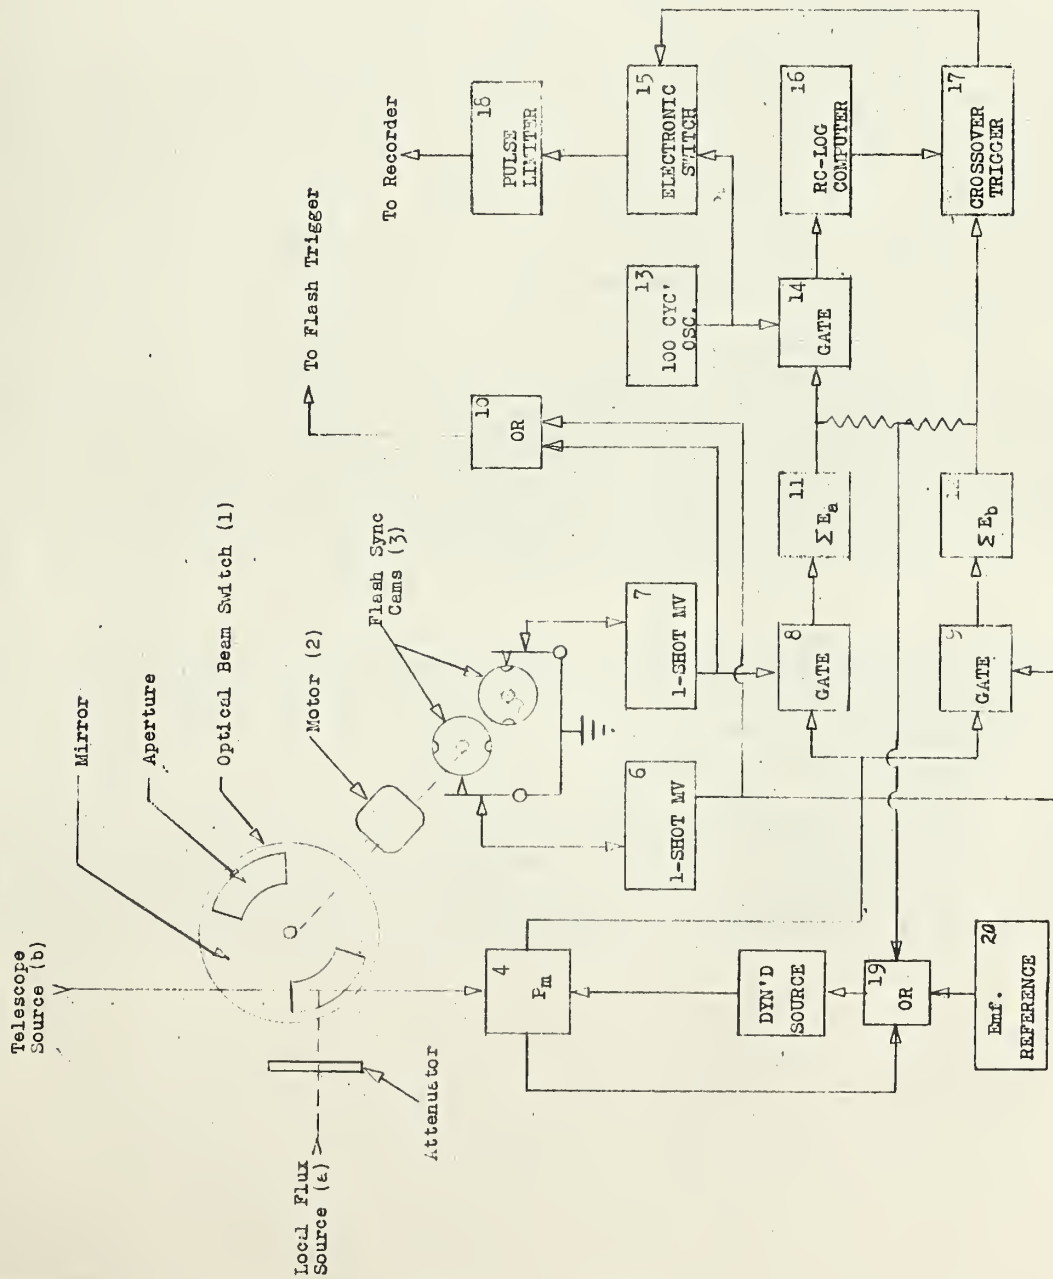 Telescope
Source (b)
Mirror
Aperture
Optical Beam Switch (1)
Motor (2)
Flash Sync
Cams (3)
Local Flux
Source (a)
Attenuator
To Flash Trigger
To Recorder
4
Pm
DYN'D
SOURCE
19
OR
20
Emf.
REFERENCE
6
1-SHOT MV
7
1-SHOT MV
8
GATE
9
GATE
10
OR
11
ΣEa
12
ΣEb
13
100 CYC'
OSC.
14
GATE
15
ELECTRONIC
SWITCH
16
RC-LOG
COMPUTER
17
CROSSOVER
TRIGGER
18
PULSE
LIMITER